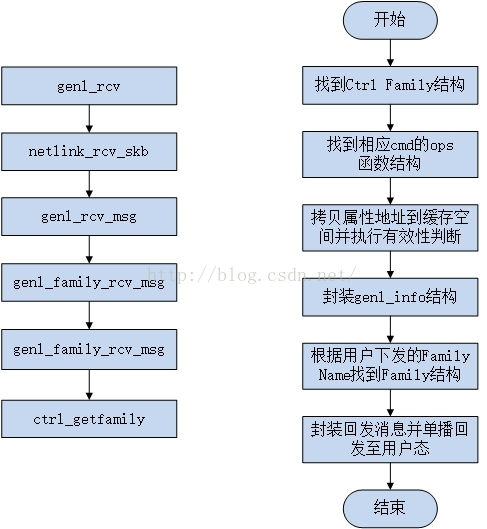 genl_rcv
netlink_rcv_skb
genl_rcv_msg
genl_family_rcv_msg
genl_family_rcv_msg
ctrl_getfamily
开始
找到Ctrl Family结构
找到相应cmd的ops
函数结构
拷贝属性地址到缓存空
间并执行有效性判断
封装genl_info结构
根据用户下发的Family
Name找到Family结构
封装回发消息并单播回
发至用户态
结束
http://blog.csdn.net/